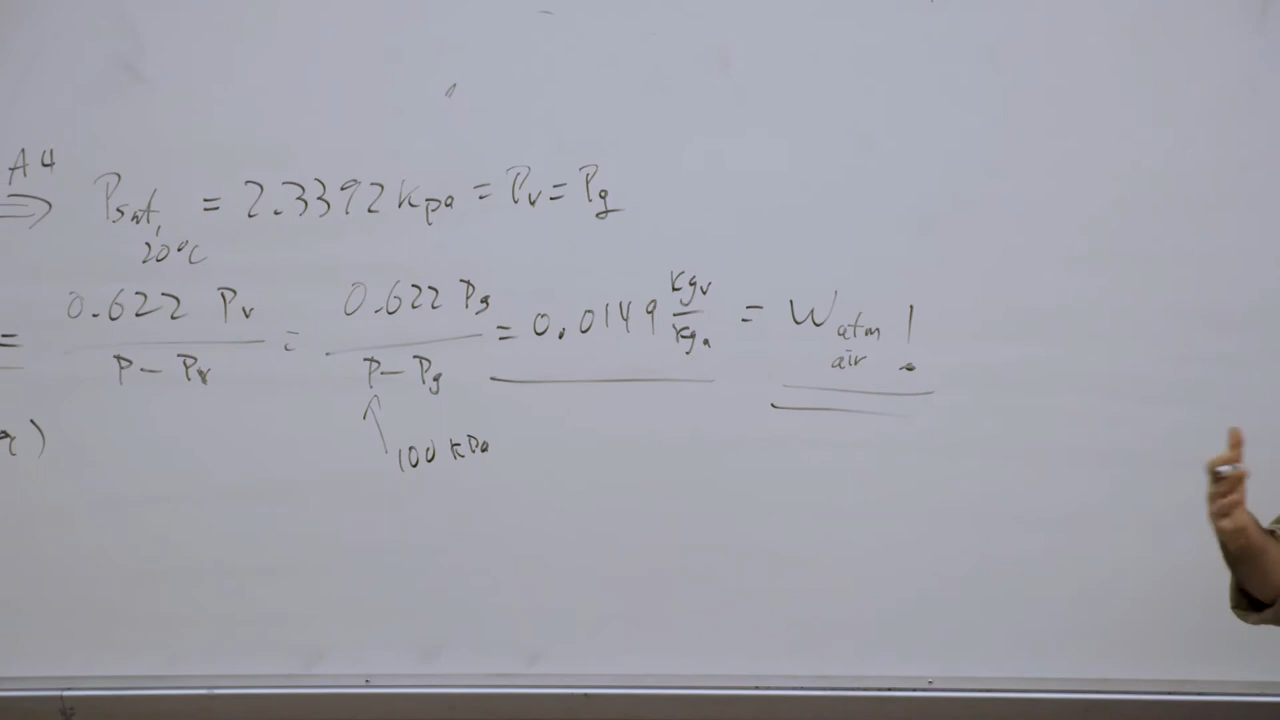 A4
⇒ Psat, 20°C = 2.3392 kPa = Pv = Pg
= 0.622 Pv / P - Pv = 0.622 Pg / P - Pg = 0.0149 kgv/kga = Watm air !
)
↑ 100 kPa